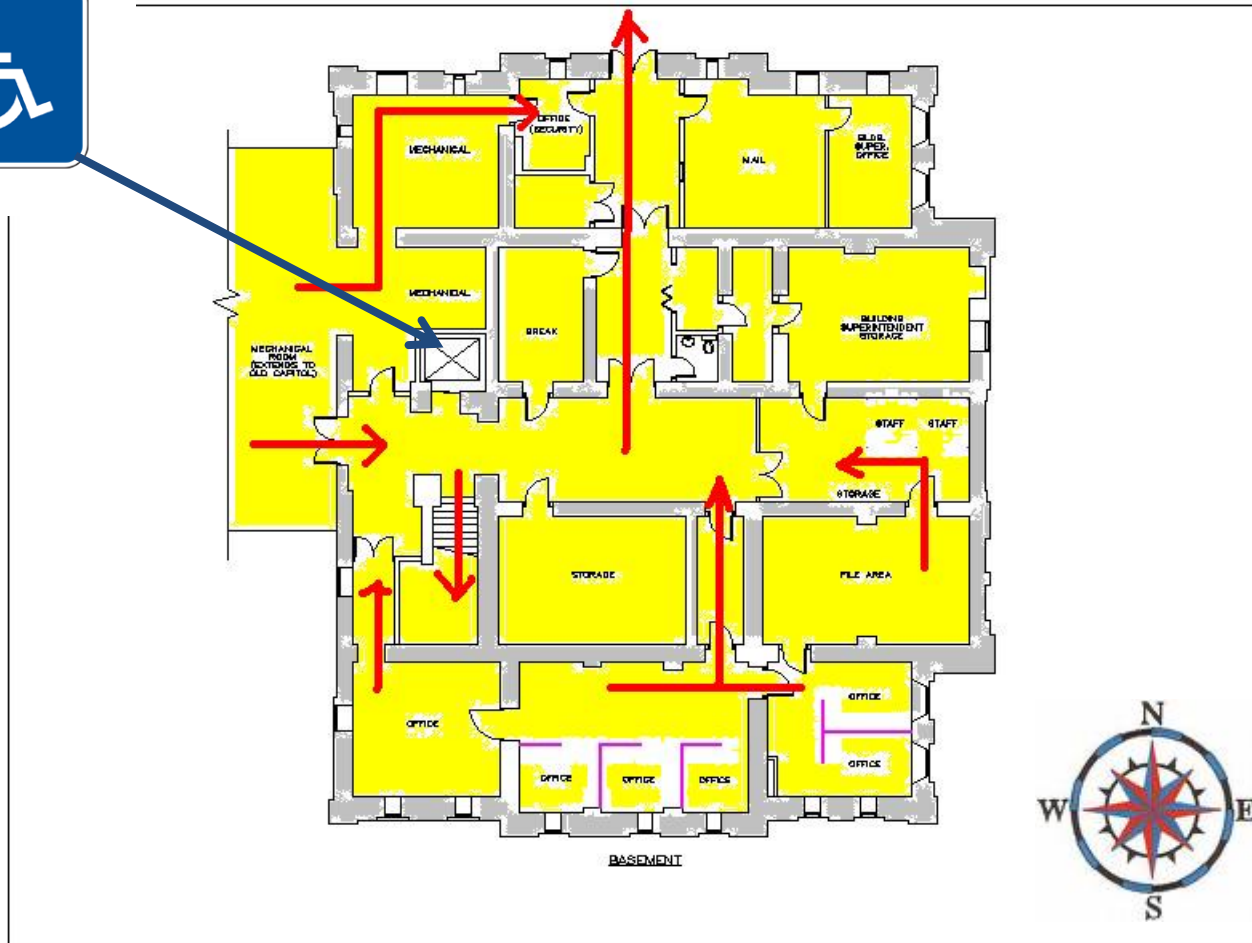 OFFICE
(SECURITY)
MECHANICAL
MAIL
BLDG.
SUPER.
OFFICE
MECHANICAL
BREAK
BUILDING
SUPERINTENDENT
STORAGE
MECHANICAL
ROOM
(EXTENDS TO
OLD CAPITOL)
STAFF
STAFF
STORAGE
STORAGE
FILE AREA
OFFICE
OFFICE
OFFICE
OFFICE
OFFICE
OFFICE
BASEMENT
N
W
E
S